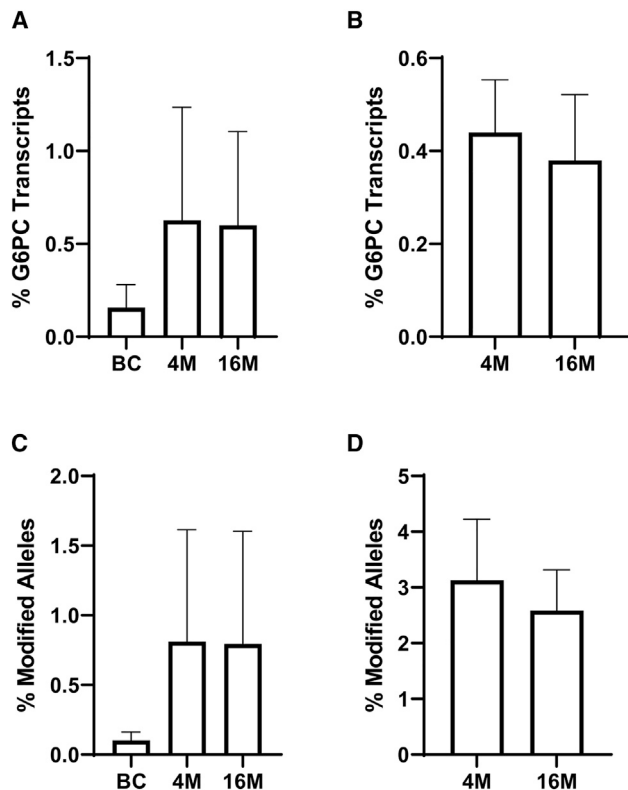 A
% G6PC Transcripts
1.5
1.0
0.5
0.0
BC 4M 16M
B
% G6PC Transcripts
0.6
0.4
0.2
0.0
4M 16M
C
% Modified Alleles
2.0
1.5
1.0
0.5
0.0
BC 4M 16M
D
% Modified Alleles
5
4
3
2
1
0
4M 16M